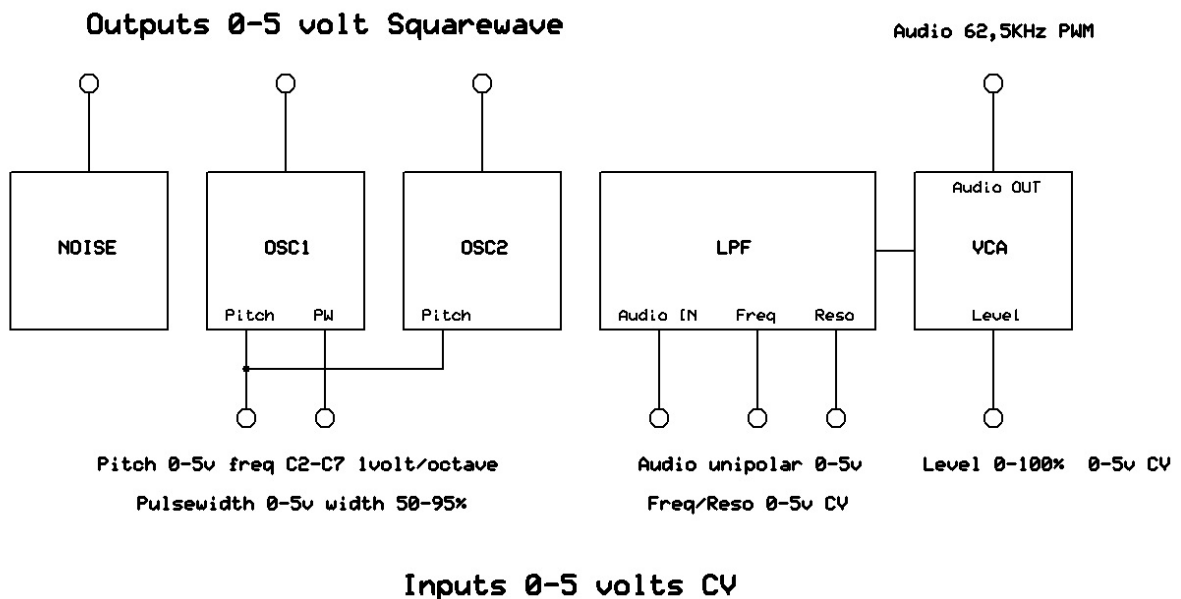 Outputs 0-5 volt Squarewave
Audio 62,5KHz PWM
Audio OUT
NOISE
OSC1
OSC2
LPF
VCA
Pitch
PW
Pitch
Audio IN
Freq
Reso
Level
Pitch 0-5v freq C2-C7 1volt/octave
Audio unipolar 0-5v
Level 0-100% 0-5v CV
Pulsewidth 0-5v width 50-95%
Freq/Reso 0-5v CV
Inputs 0-5 volts CV